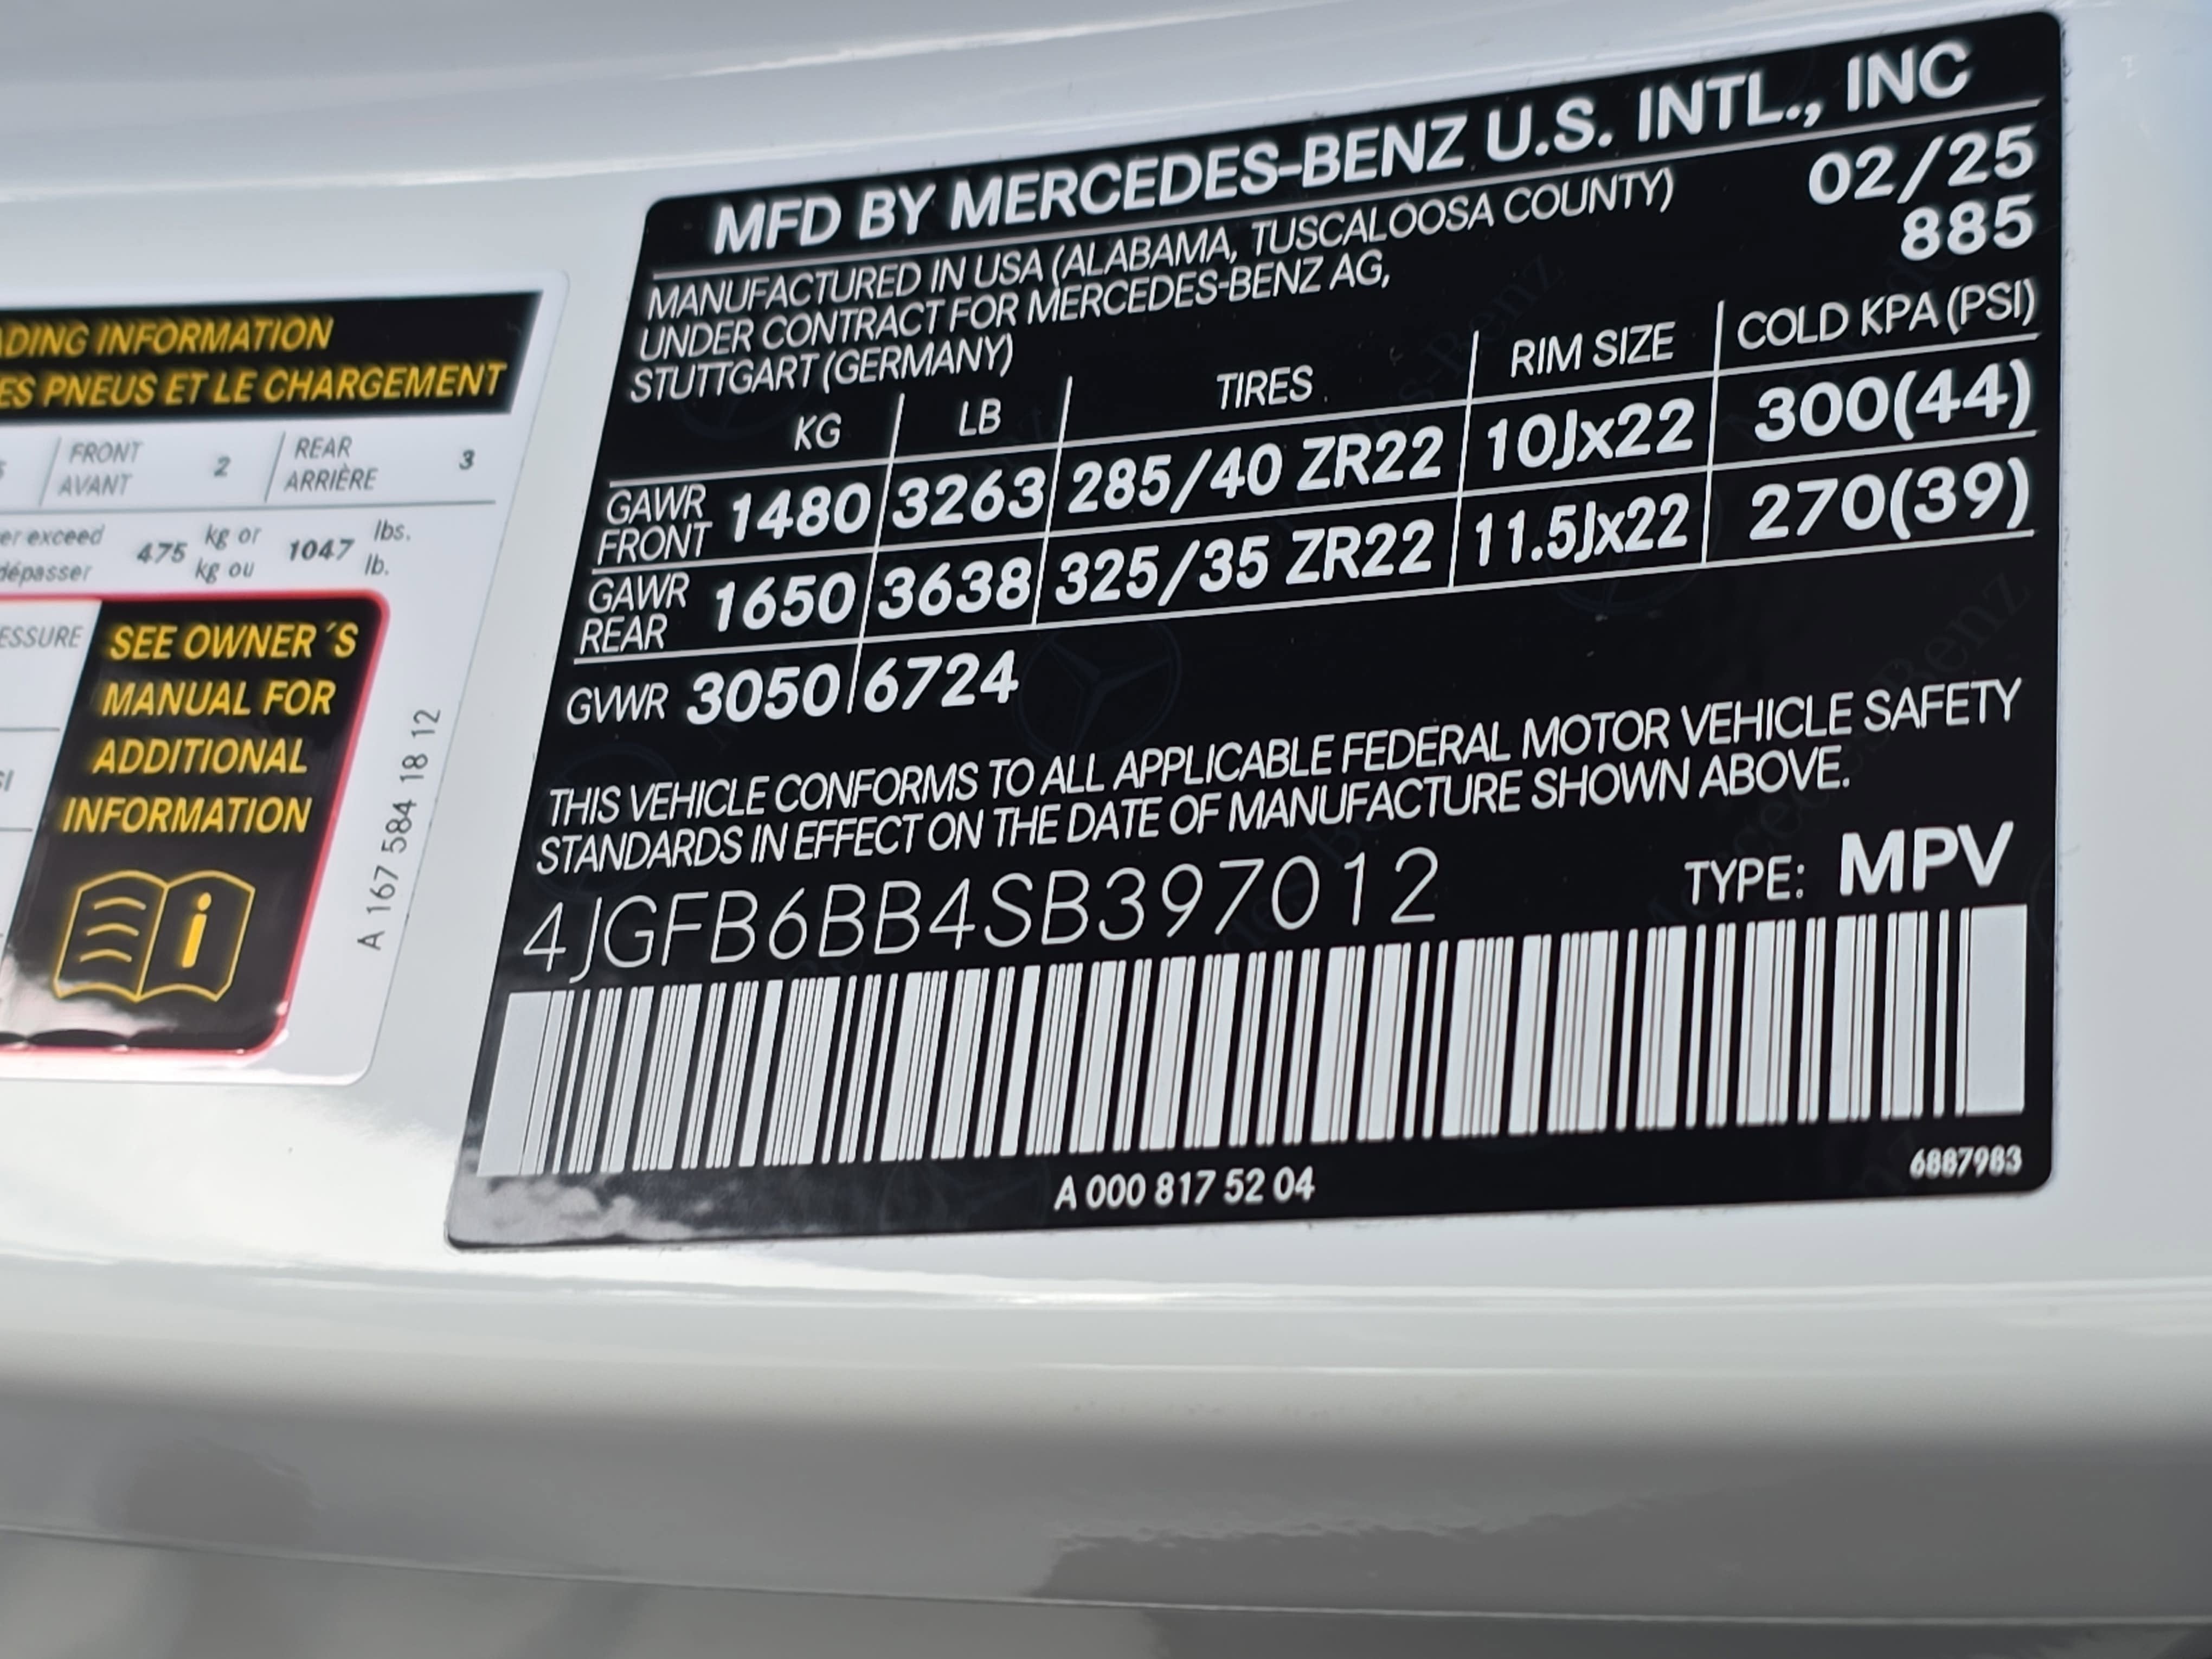 ADING INFORMATION
ES PNEUS ET LE CHARGEMENT
FRONT 2 REAR 3
AVANT ARRIÈRE
er exceed 475 kg or 1047 lbs.
dépasser kg ou lb.
ESSURE
SEE OWNER´S
MANUAL FOR
ADDITIONAL
INFORMATION
A 167 584 18 12
MFD BY MERCEDES-BENZ U.S. INTL., INC
MANUFACTURED IN USA (ALABAMA, TUSCALOOSA COUNTY) 02/25
UNDER CONTRACT FOR MERCEDES-BENZ AG, 885
STUTTGART (GERMANY)
KG LB TIRES RIM SIZE COLD KPA (PSI)
GAWR FRONT 1480 3263 285/40 ZR22 10Jx22 300(44)
GAWR REAR 1650 3638 325/35 ZR22 11.5Jx22 270(39)
GVWR 3050 6724
THIS VEHICLE CONFORMS TO ALL APPLICABLE FEDERAL MOTOR VEHICLE SAFETY
STANDARDS IN EFFECT ON THE DATE OF MANUFACTURE SHOWN ABOVE.
4JGFB6BB4SB397012 TYPE: MPV
A 000 817 52 04 6887983